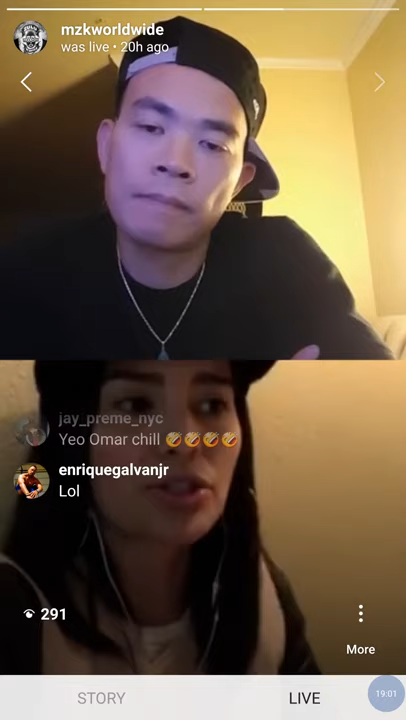 mzkworldwide
was live • 20h ago
jay_preme_nyc
Yeo Omar chill 🤣🤣🤣🤣
enriquegalvanjr
Lol
291
More
STORY
LIVE
19:01